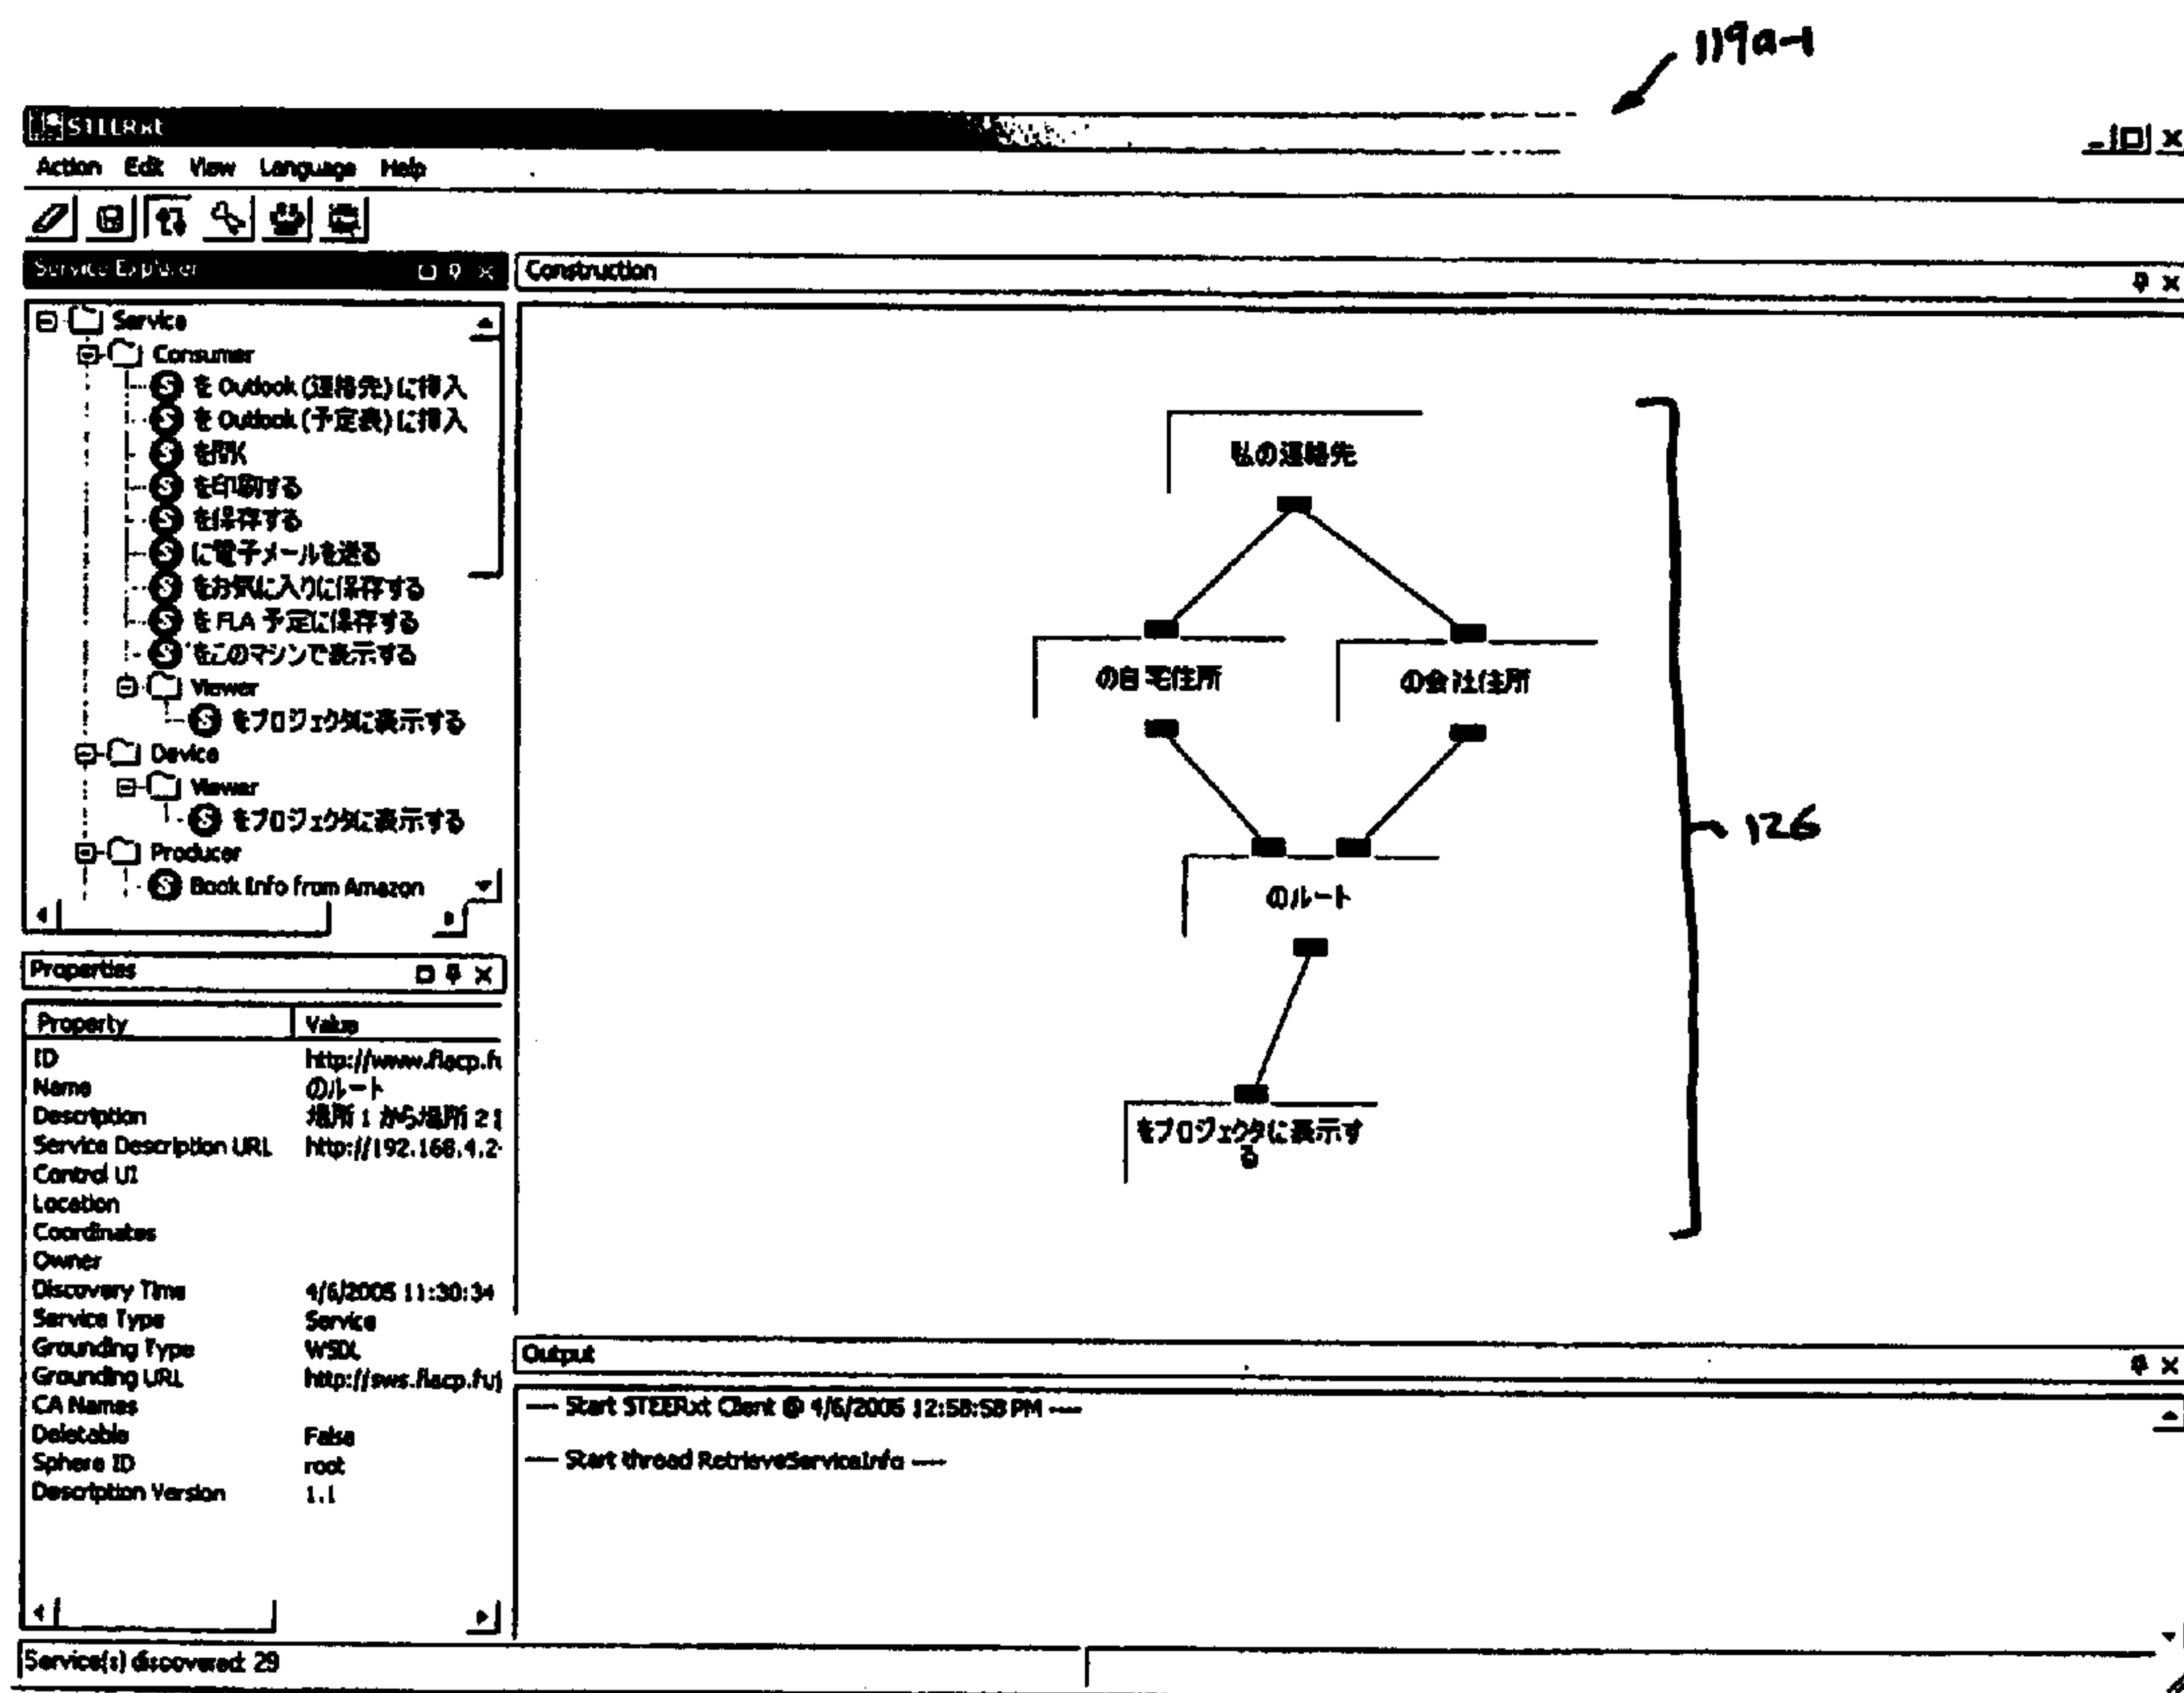 119a-1
STEERxt
Action Edit View Language Help
Service Explorer
Construction
Service
Consumer
を Outlook (連絡先) に挿入
を Outlook (予定表) に挿入
を開く
を印刷する
を保存する
に電子メールを送る
をお気に入りに保存する
を FLA 予定に保存する
をこのマシンで表示する
Viewer
をプロジェクタに表示する
Device
Viewer
をプロジェクタに表示する
Producer
Book Info from Amazon
私の連絡先
の自宅住所
の会社住所
のルート
をプロジェクタに表示す
る
126
Properties
Property Value
ID http://www.flacp.fu
Name のルート
Description 場所 1 から場所 2
Service Description URL http://192.168.4.2
Control UI
Location
Coordinates
Owner
Discovery Time 4/6/2005 11:30:34
Service Type Service
Grounding Type WSDL
Grounding URL http://sws.flacp.fuj
CA Names
Deletable False
Sphere ID root
Description Version 1.1
Output
--- Start STEERxt Client @ 4/6/2005 12:58:58 PM ---
--- Start thread RetrieveServiceInfo ---
Service(s) discovered: 29